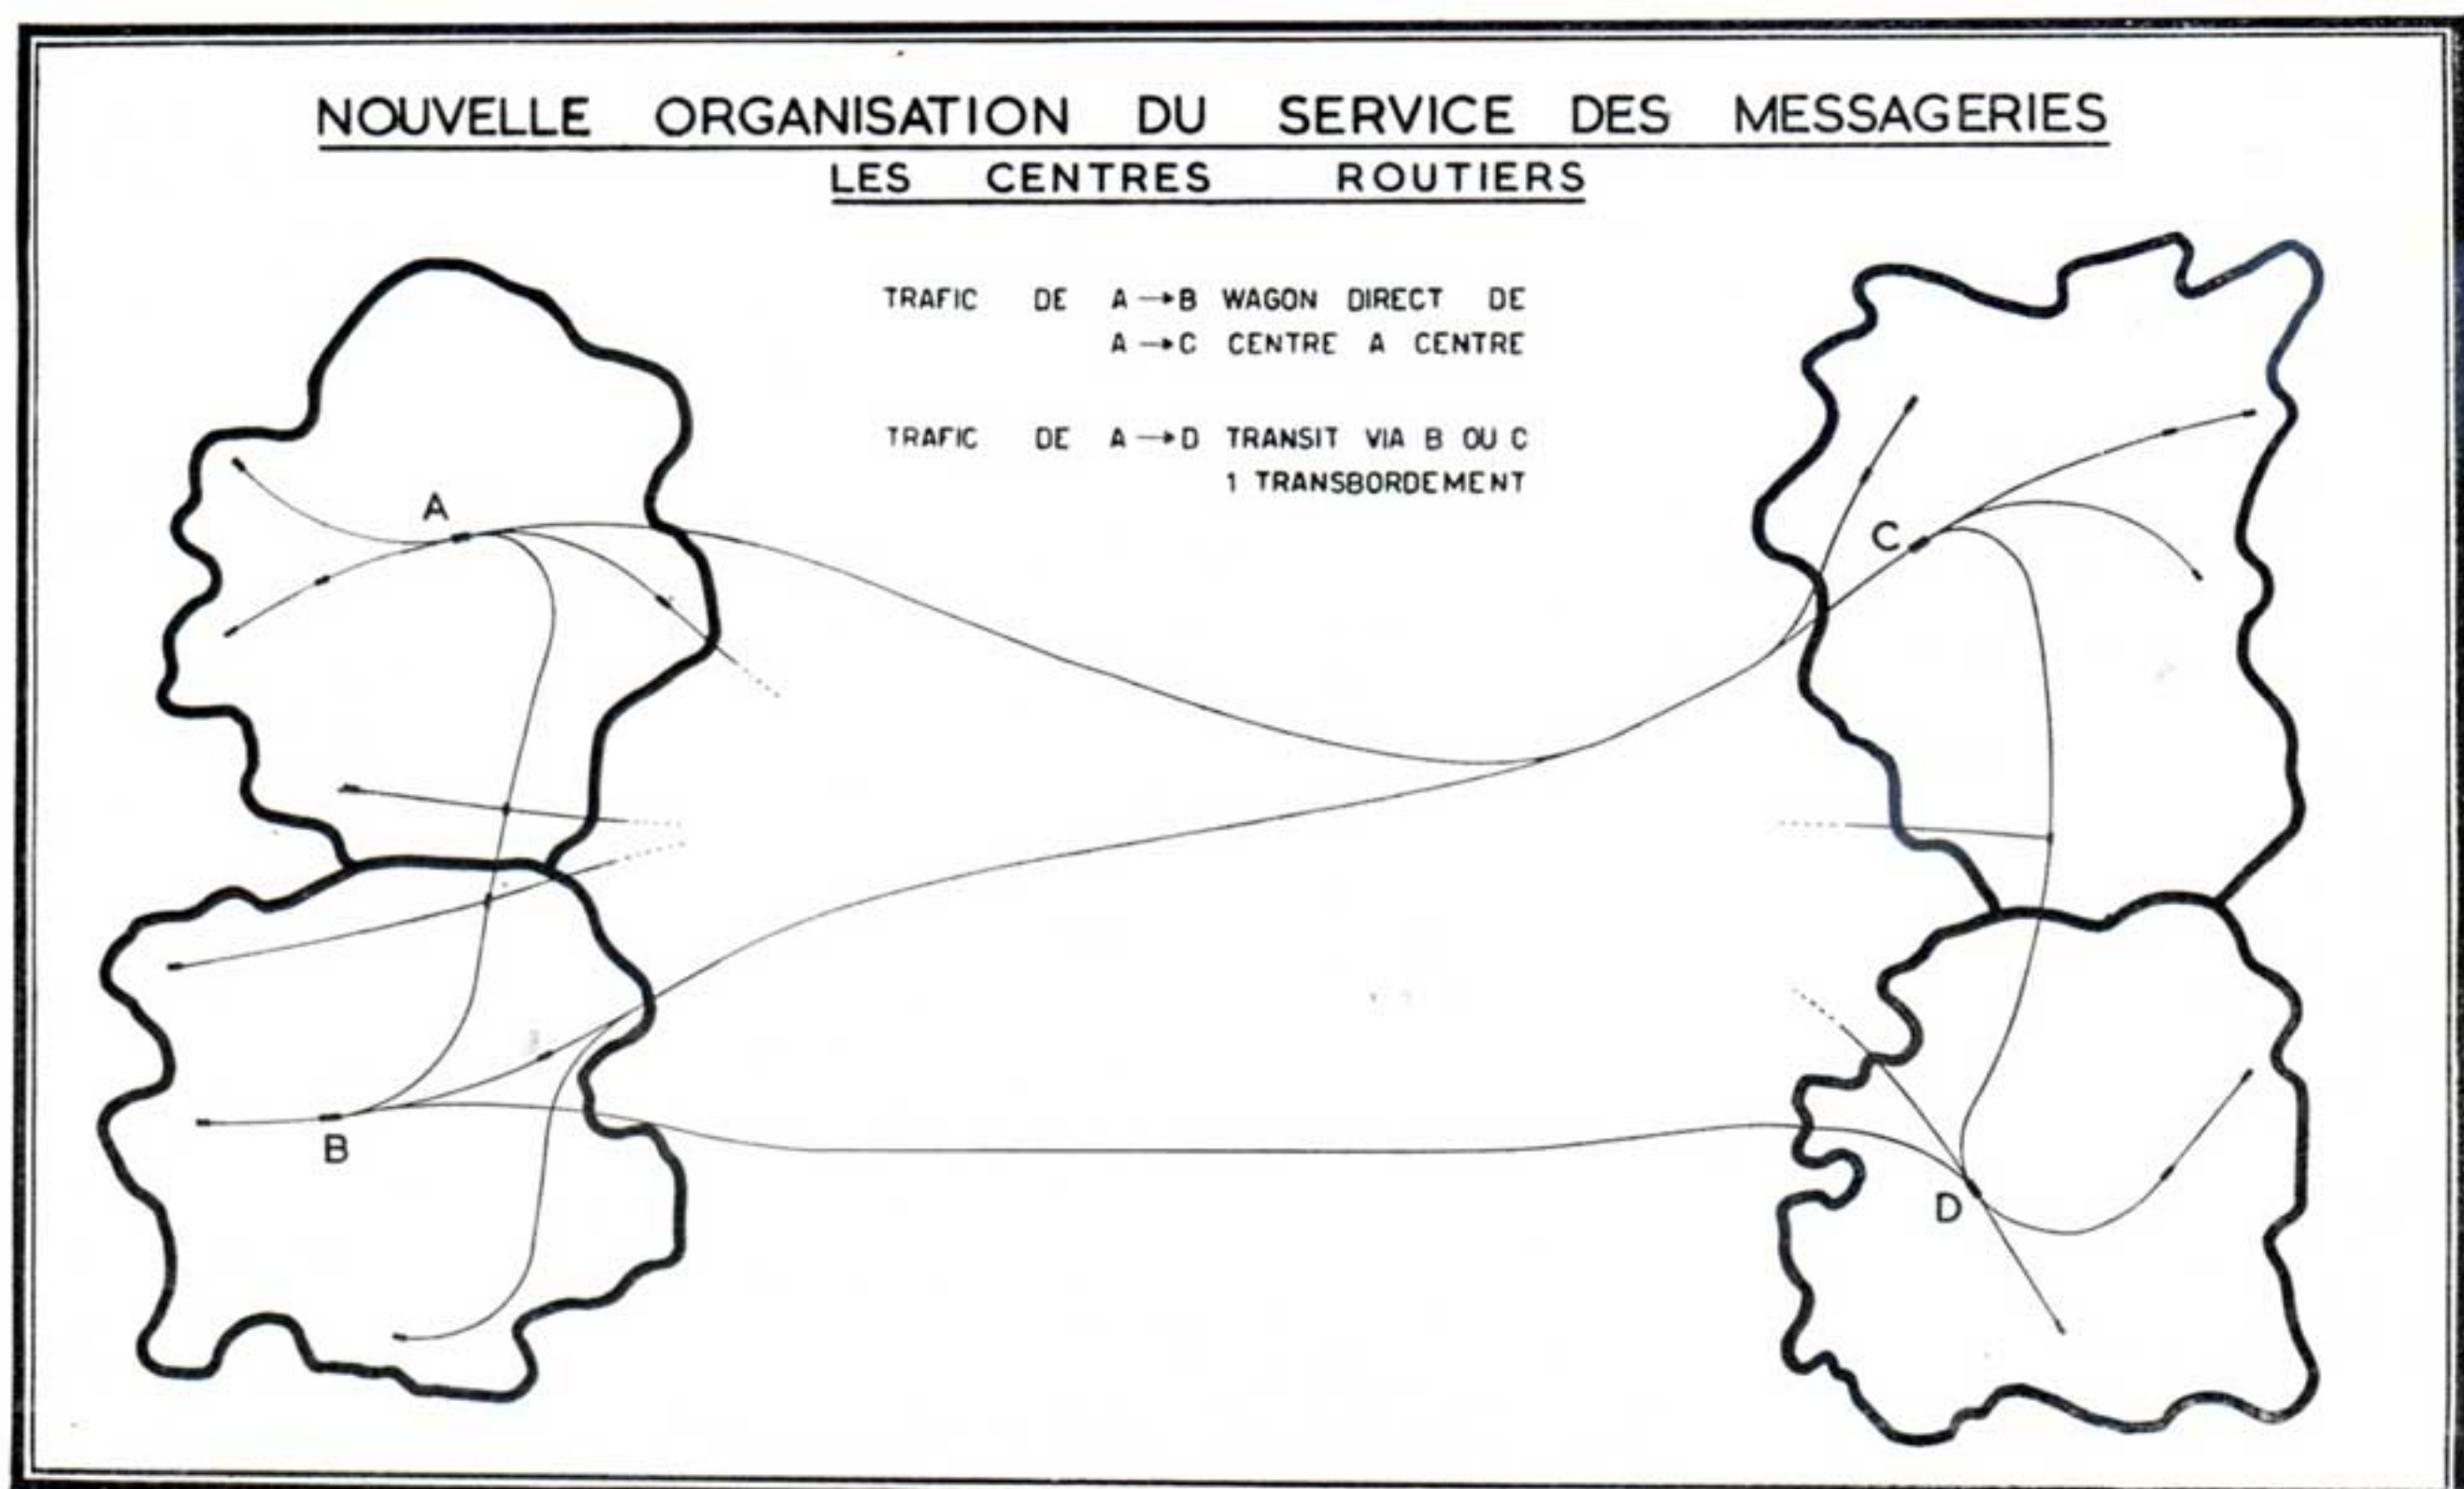 NOUVELLE ORGANISATION DU SERVICE DES MESSAGERIES
LES CENTRES ROUTIERS
TRAFIC DE A→B WAGON DIRECT DE
A→C CENTRE A CENTRE
TRAFIC DE A→D TRANSIT VIA B OU C
1 TRANSBORDEMENT
A
C
B
D